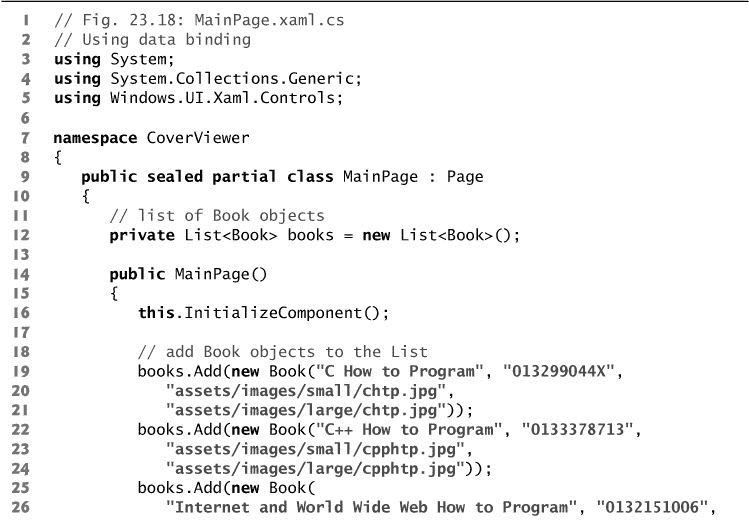 1 // Fig. 23.18: MainPage.xaml.cs
2 // Using data binding
3 using System;
4 using System.Collections.Generic;
5 using Windows.UI.Xaml.Controls;
6
7 namespace CoverViewer
8 {
9 public sealed partial class MainPage : Page
10 {
11 // list of Book objects
12 private List<Book> books = new List<Book>();
13
14 public MainPage()
15 {
16 this.InitializeComponent();
17
18 // add Book objects to the List
19 books.Add(new Book("C How to Program", "013299044X",
20 "assets/images/small/chtp.jpg",
21 "assets/images/large/chtp.jpg"));
22 books.Add(new Book("C++ How to Program", "0133378713",
23 "assets/images/small/cpphtp.jpg",
24 "assets/images/large/cpphtp.jpg"));
25 books.Add(new Book(
26 "Internet and World Wide Web How to Program", "0132151006",